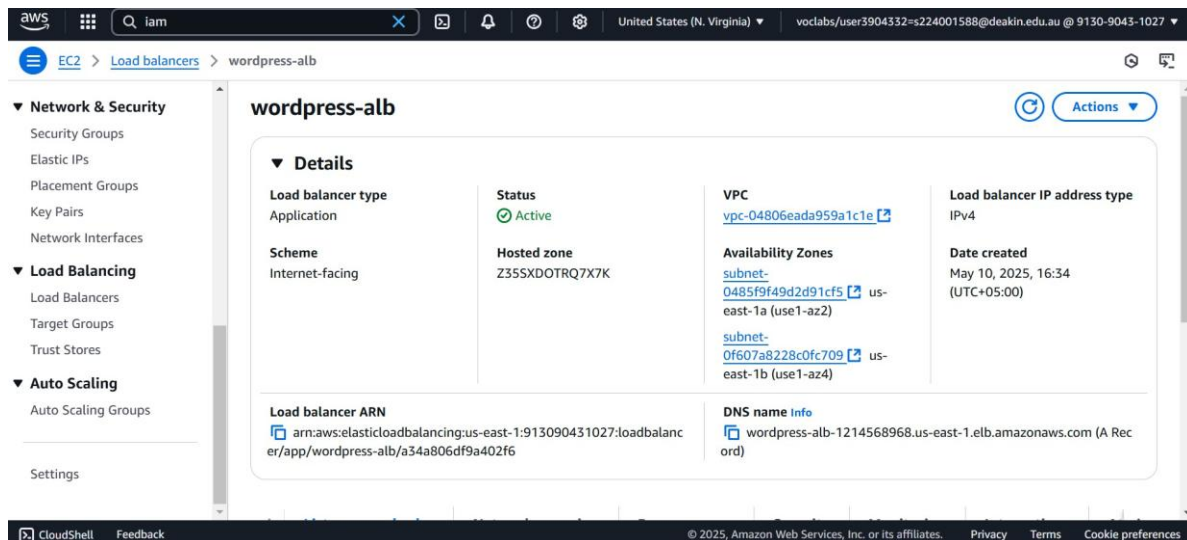 aws
iam
United States (N. Virginia)
voclabs/user3904332=s224001588@deakin.edu.au @ 9130-9043-1027
EC2 > Load balancers > wordpress-alb
Network & Security
Security Groups
Elastic IPs
Placement Groups
Key Pairs
Network Interfaces
Load Balancing
Load Balancers
Target Groups
Trust Stores
Auto Scaling
Auto Scaling Groups
Settings
wordpress-alb
Actions
Details
Load balancer type
Application
Status
Active
VPC
vpc-04806eada959a1c1e
Load balancer IP address type
IPv4
Scheme
Internet-facing
Hosted zone
Z35SXDOTRQ7X7K
Availability Zones
subnet-
0485f9f49d2d91cf5 us-
east-1a (use1-az2)
subnet-
0f607a8228c0fc709 us-
east-1b (use1-az4)
Date created
May 10, 2025, 16:34
(UTC+05:00)
Load balancer ARN
arn:aws:elasticloadbalancing:us-east-1:913090431027:loadbalanc
er/app/wordpress-alb/a34a806df9a402f6
DNS name Info
wordpress-alb-1214568968.us-east-1.elb.amazonaws.com (A Rec
ord)
CloudShell Feedback
© 2025, Amazon Web Services, Inc. or its affiliates. Privacy Terms Cookie preferences